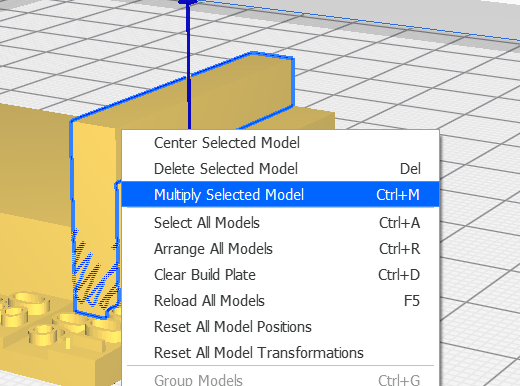 Center Selected Model
Delete Selected Model Del
Multiply Selected Model Ctrl+M
Select All Models Ctrl+A
Arrange All Models Ctrl+R
Clear Build Plate Ctrl+D
Reload All Models F5
Reset All Model Positions
Reset All Model Transformations
Group Models Ctrl+G